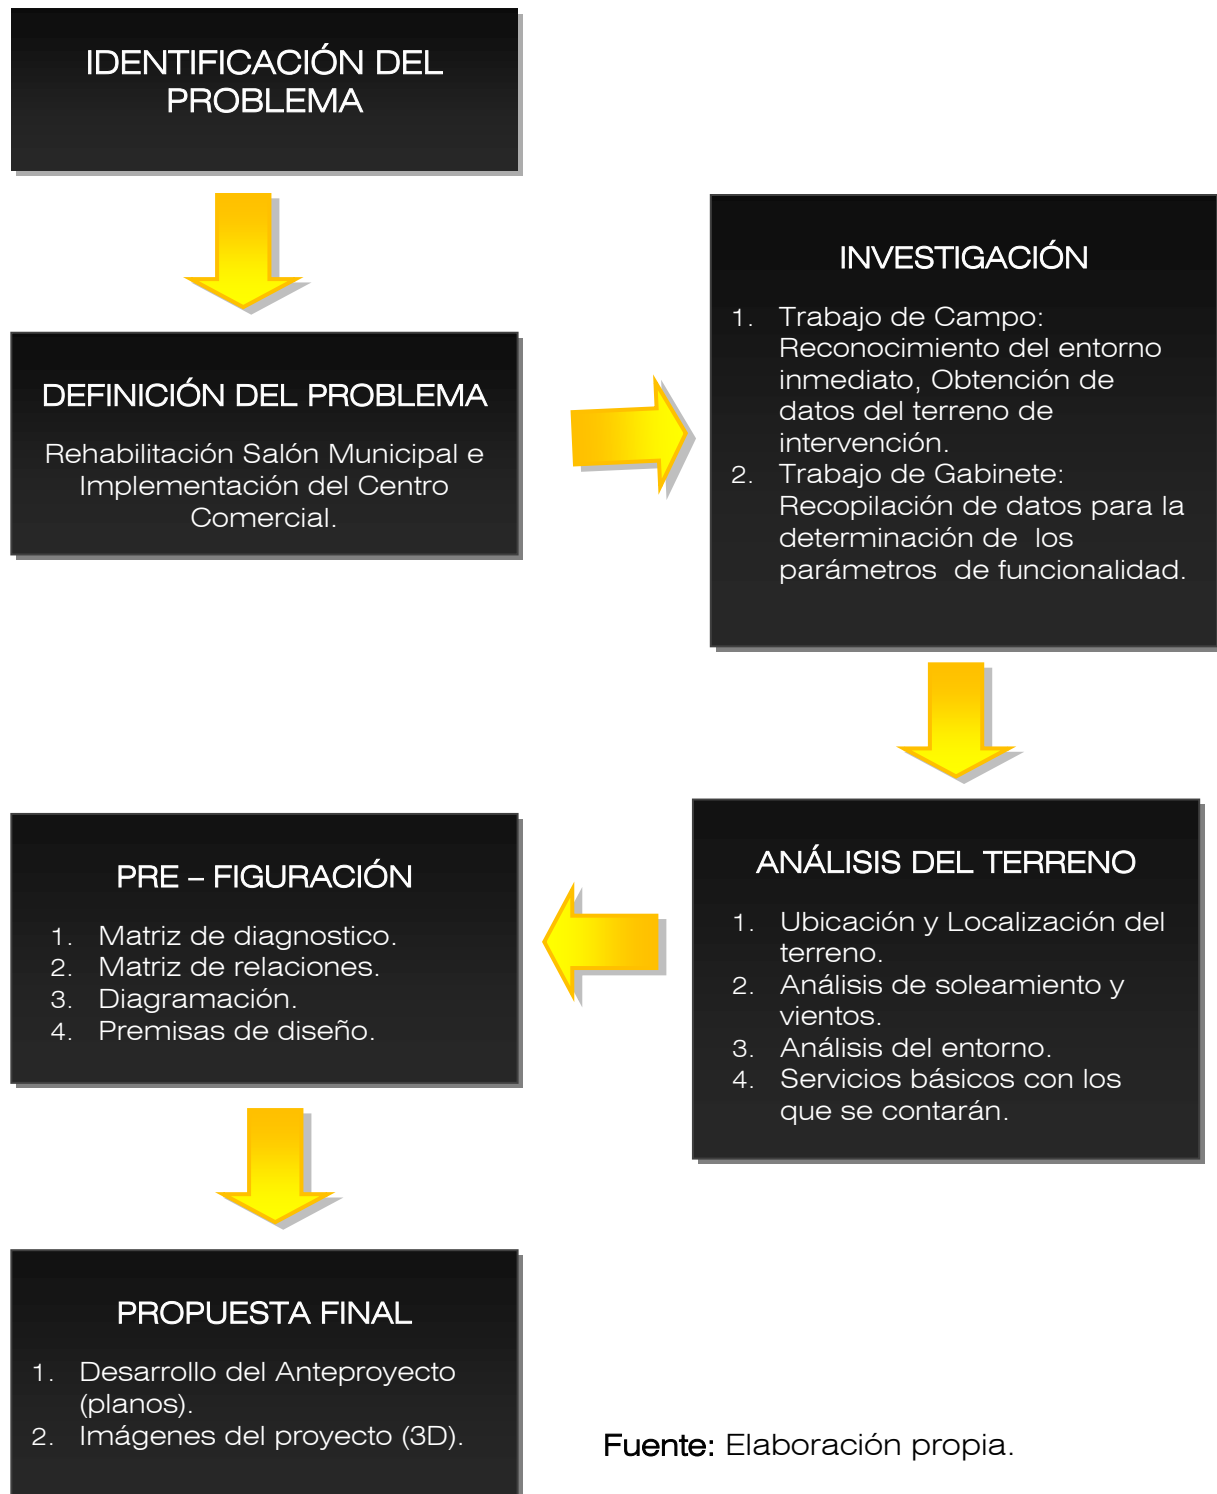 IDENTIFICACIÓN DEL
PROBLEMA
DEFINICIÓN DEL PROBLEMA
Rehabilitación Salón Municipal e
Implementación del Centro
Comercial.
INVESTIGACIÓN
1. Trabajo de Campo:
Reconocimiento del entorno
inmediato, Obtención de
datos del terreno de
intervención.
2. Trabajo de Gabinete:
Recopilación de datos para la
determinación de los
parámetros de funcionalidad.
ANÁLISIS DEL TERRENO
1. Ubicación y Localización del
terreno.
2. Análisis de soleamiento y
vientos.
3. Análisis del entorno.
4. Servicios básicos con los
que se contarán.
PRE – FIGURACIÓN
1. Matriz de diagnostico.
2. Matriz de relaciones.
3. Diagramación.
4. Premisas de diseño.
PROPUESTA FINAL
1. Desarrollo del Anteproyecto
(planos).
2. Imágenes del proyecto (3D).
Fuente: Elaboración propia.